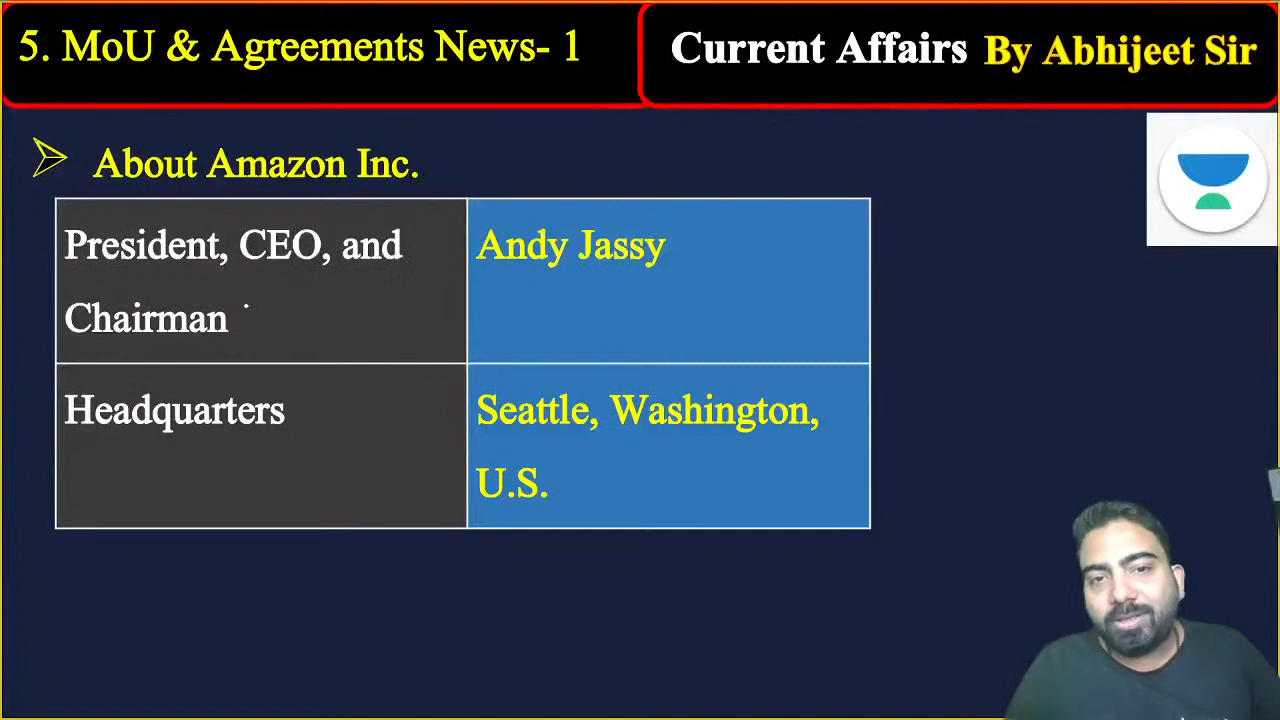 5. MoU & Agreements News- 1
Current Affairs By Abhijeet Sir
About Amazon Inc.
President, CEO, and
Chairman
Andy Jassy
Headquarters
Seattle, Washington,
U.S.